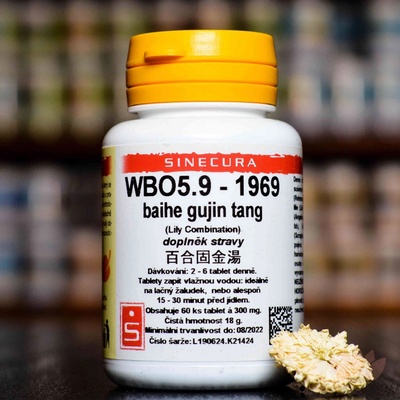 SINECURA
WBO5.9 - 1969
baihe gujin tang
(Lily Combination)
doplněk stravy
百合固金湯
Dávkování: 2 - 6 tablet denně.
Tablety zapít vlažnou vodou: ideálně
na lačný žaludek, nebo alespoň
15 - 30 minut před jídlem.
Obsahuje 60 ks tablet à 300 mg.
Čistá hmotnost 18 g.
Minimální trvanlivost do: 08/2022
Číslo šarže: L190624.K21424